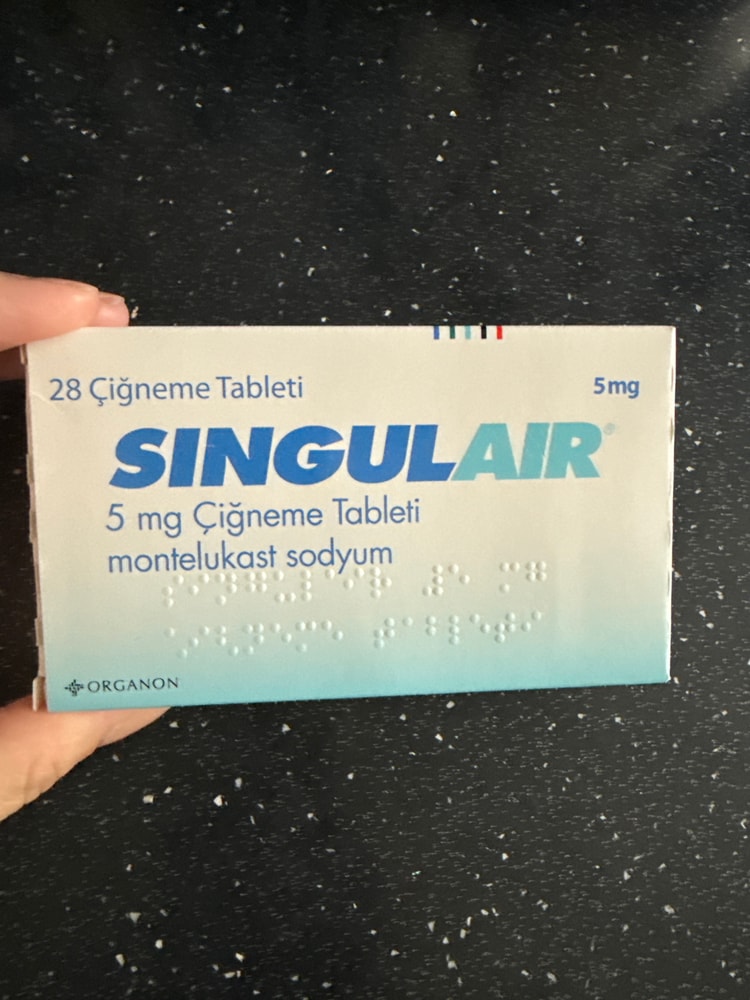 28 Çiğneme Tableti 5mg
SINGULAIR®
5 mg Çiğneme Tableti
montelukast sodyum
ORGANON